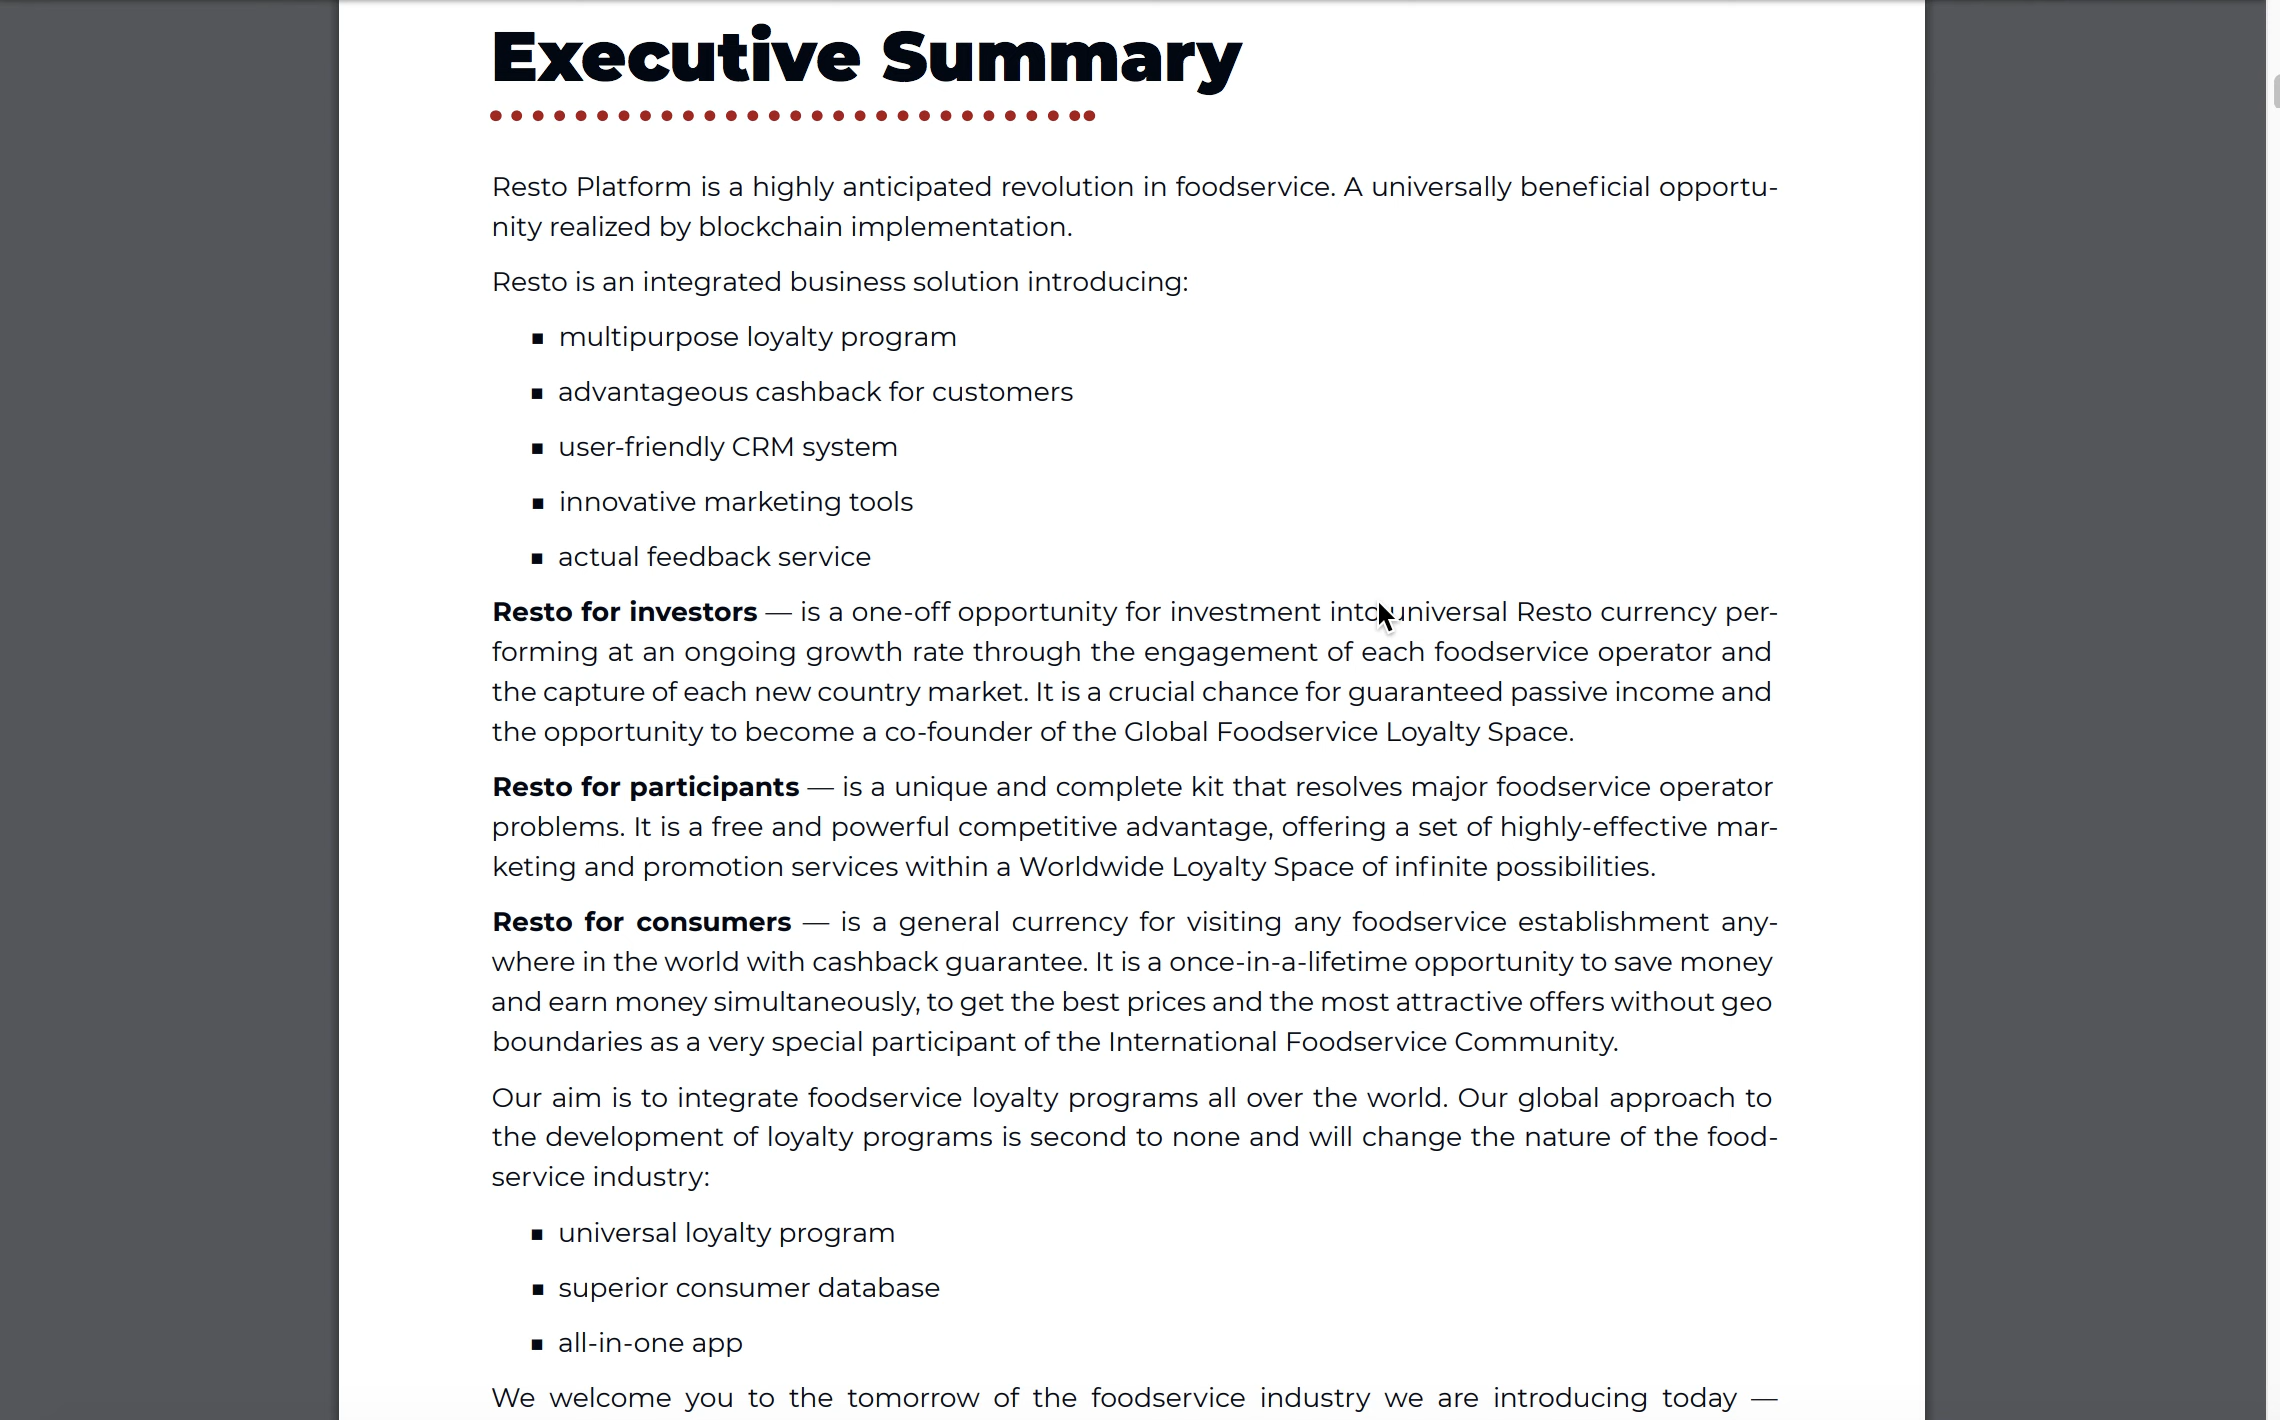 Executive Summary
Resto Platform is a highly anticipated revolution in foodservice. A universally beneficial opportu-
nity realized by blockchain implementation.
Resto is an integrated business solution introducing:
▪ multipurpose loyalty program
▪ advantageous cashback for customers
▪ user-friendly CRM system
▪ innovative marketing tools
▪ actual feedback service
Resto for investors — is a one-off opportunity for investment into universal Resto currency per-
forming at an ongoing growth rate through the engagement of each foodservice operator and
the capture of each new country market. It is a crucial chance for guaranteed passive income and
the opportunity to become a co-founder of the Global Foodservice Loyalty Space.
Resto for participants — is a unique and complete kit that resolves major foodservice operator
problems. It is a free and powerful competitive advantage, offering a set of highly-effective mar-
keting and promotion services within a Worldwide Loyalty Space of infinite possibilities.
Resto for consumers — is a general currency for visiting any foodservice establishment any-
where in the world with cashback guarantee. It is a once-in-a-lifetime opportunity to save money
and earn money simultaneously, to get the best prices and the most attractive offers without geo
boundaries as a very special participant of the International Foodservice Community.
Our aim is to integrate foodservice loyalty programs all over the world. Our global approach to
the development of loyalty programs is second to none and will change the nature of the food-
service industry:
▪ universal loyalty program
▪ superior consumer database
▪ all-in-one app
We welcome you to the tomorrow of the foodservice industry we are introducing today —